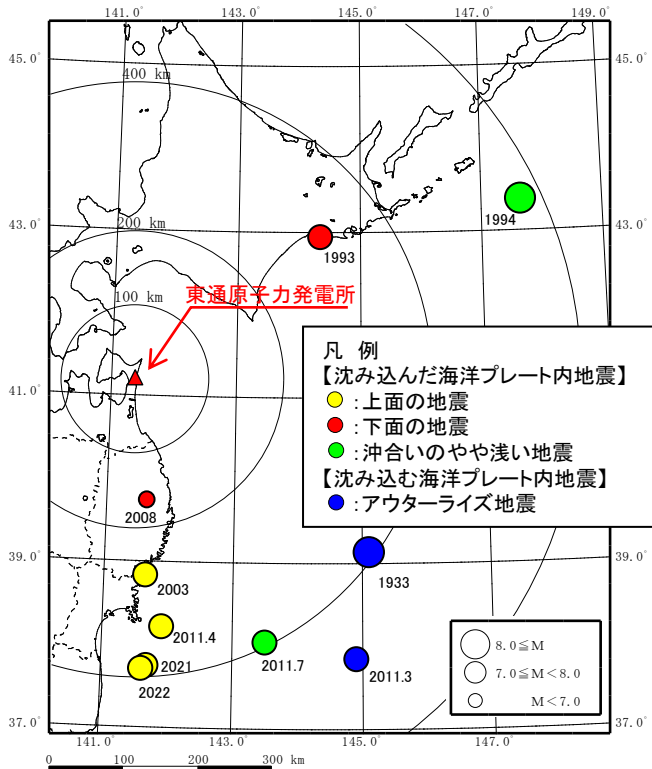 141.0° 143.0° 145.0° 147.0° 149.0°
45.0° 45.0°
400 km
1994
43.0° 43.0°
200 km
1993
東通原子力発電所
100 km
凡 例
【沈み込んだ海洋プレート内地震】
:上面の地震
:下面の地震
:沖合いのやや浅い地震
【沈み込む海洋プレート内地震】
:アウターライズ地震
41.0° 41.0°
2008
39.0° 39.0°
1933
2003
2011.4
2011.7
2011.3
2021
2022
8.0≦M
7.0≦M<8.0
M<7.0
37.0° 37.0°
141.0° 143.0° 145.0° 147.0°
0 100 200 300 km